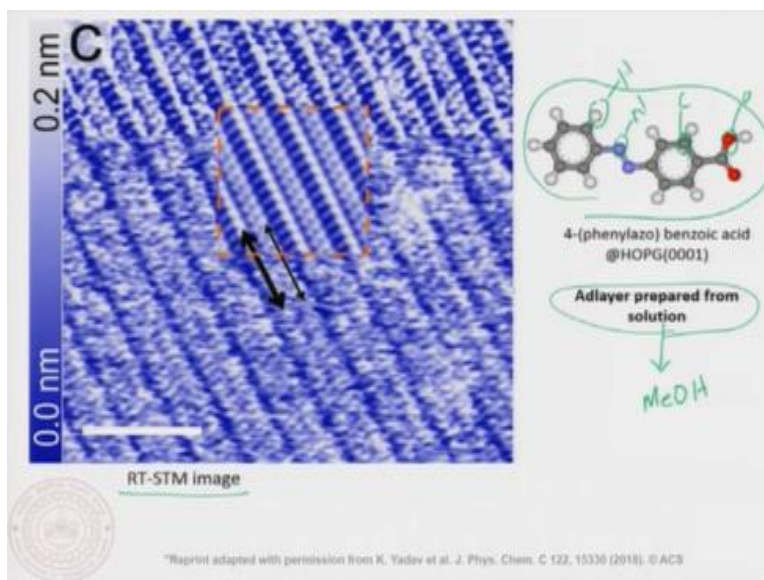 C
0.2 nm
0.0 nm
N
N
C
4-(phenylazo) benzoic acid
@HOPG(0001)
Adlayer prepared from
solution
MeOH
RT-STM image
"Reprint adapted with permission from K. Yadav et al. J. Phys. Chem. C 122, 15330 (2018). © ACS